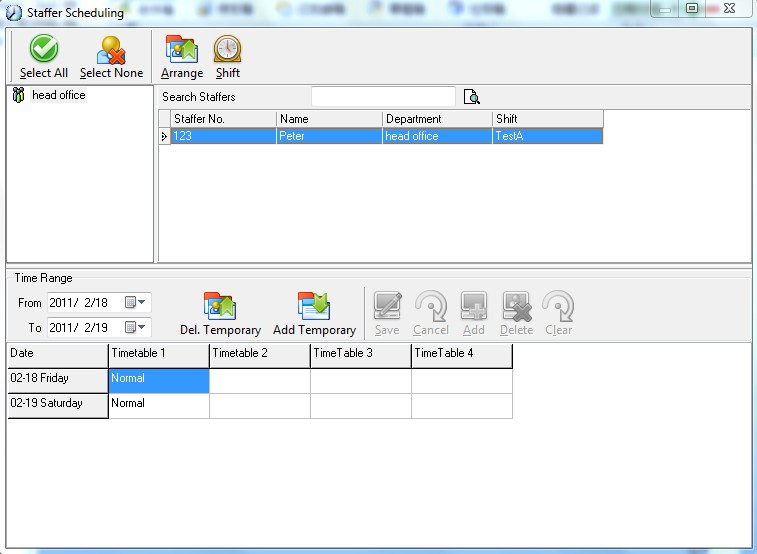 Staffer Scheduling
Select All Select None Arrange Shift
head office
Search Staffers
Staffer No. Name Department Shift
123 Peter head office TestA
Time Range
From 2011/ 2/18
To 2011/ 2/19
Del. Temporary Add Temporary Save Cancel Add Delete Clear
Date Timetable 1 Timetable 2 TimeTable 3 TimeTable 4
02-18 Friday Normal
02-19 Saturday Normal